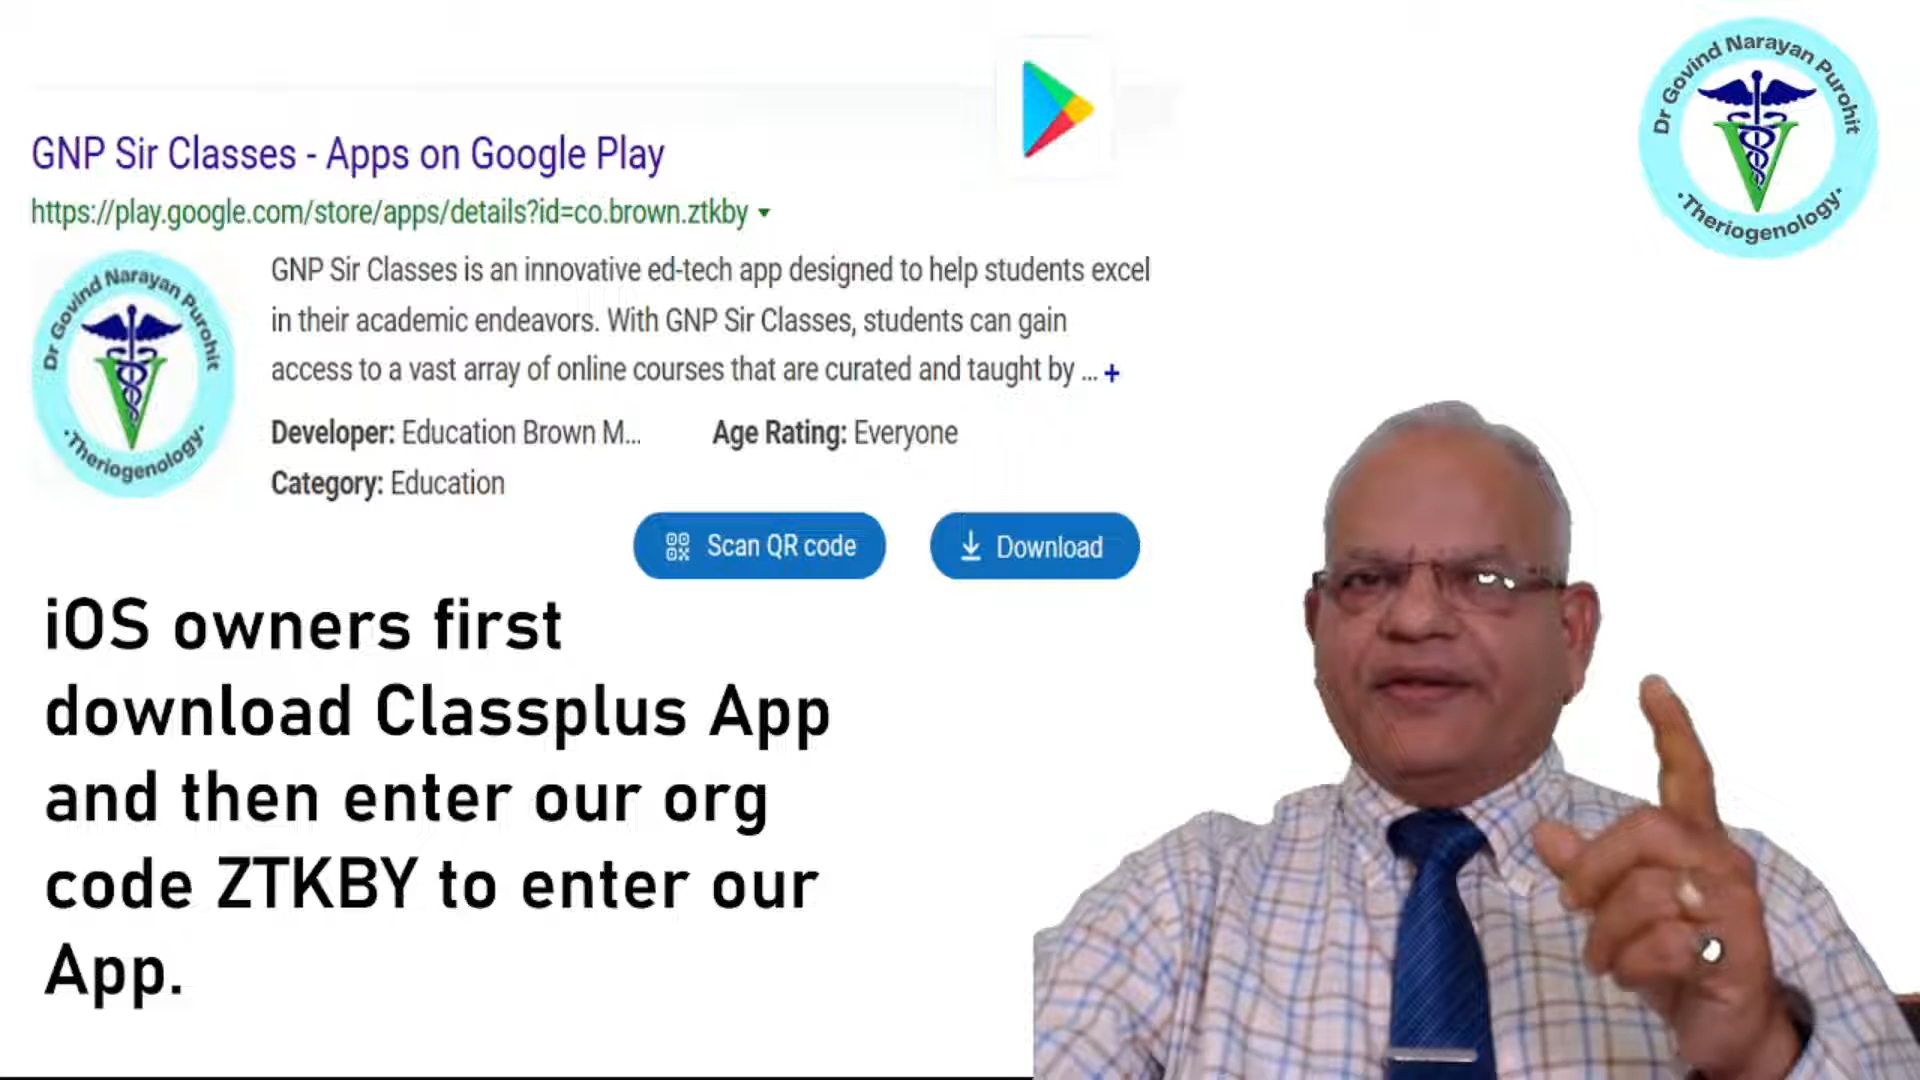 GNP Sir Classes - Apps on Google Play
https://play.google.com/store/apps/details?id=co.brown.ztkby
GNP Sir Classes is an innovative ed-tech app designed to help students excel
in their academic endeavors. With GNP Sir Classes, students can gain
access to a vast array of online courses that are curated and taught by ... +
Developer: Education Brown M...
Age Rating: Everyone
Category: Education
Scan QR code
Download
Dr Govind Narayan Purohit
·Theriogenology·
iOS owners first
download Classplus App
and then enter our org
code ZTKBY to enter our
App.
Dr Govind Narayan Purohit
·Theriogenology·